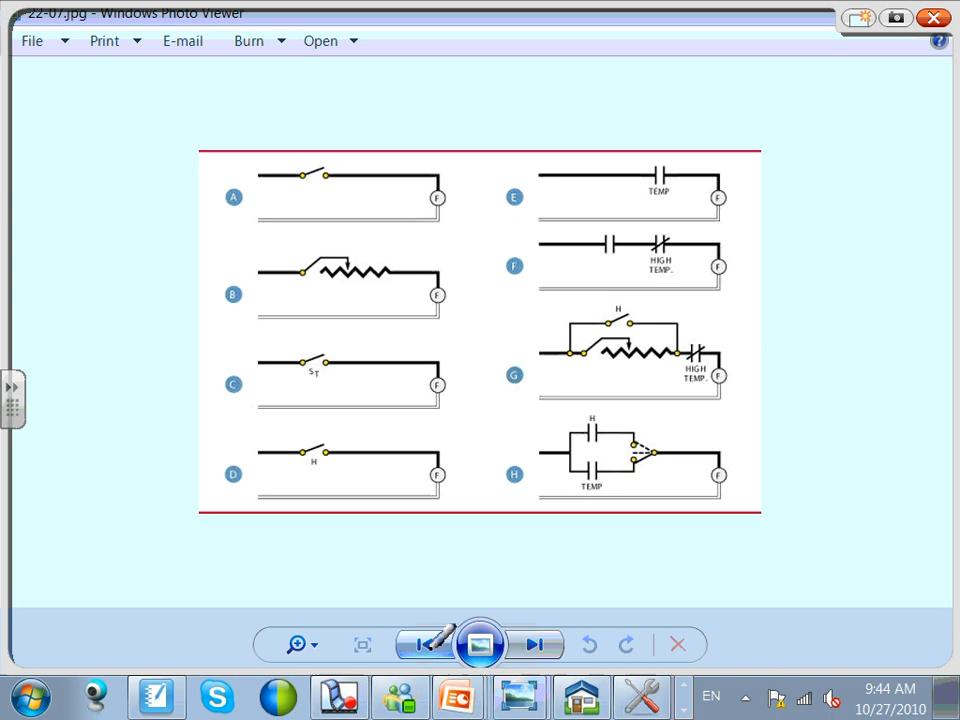 22-07.jpg - Windows Photo Viewer
File Print E-mail Burn Open
A
F
B
F
C
ST
F
D
H
F
E
TEMP
F
F
HIGH
TEMP.
F
G
H
HIGH
TEMP.
F
H
H
TEMP
F
EN
9:44 AM
10/27/2010